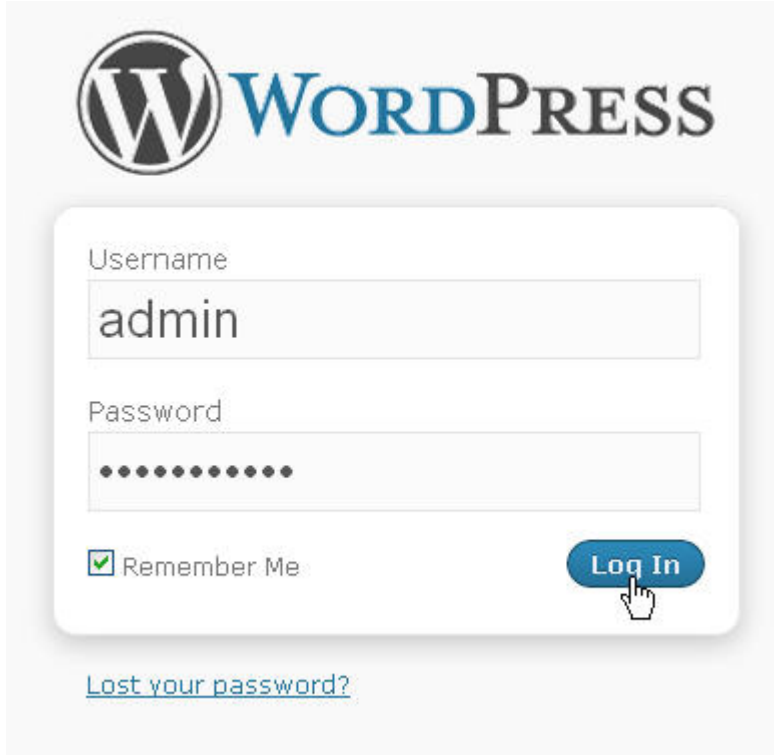 WORDPRESS
Username
admin
Password
•••••••••••
Remember Me
Log In
Lost your password?